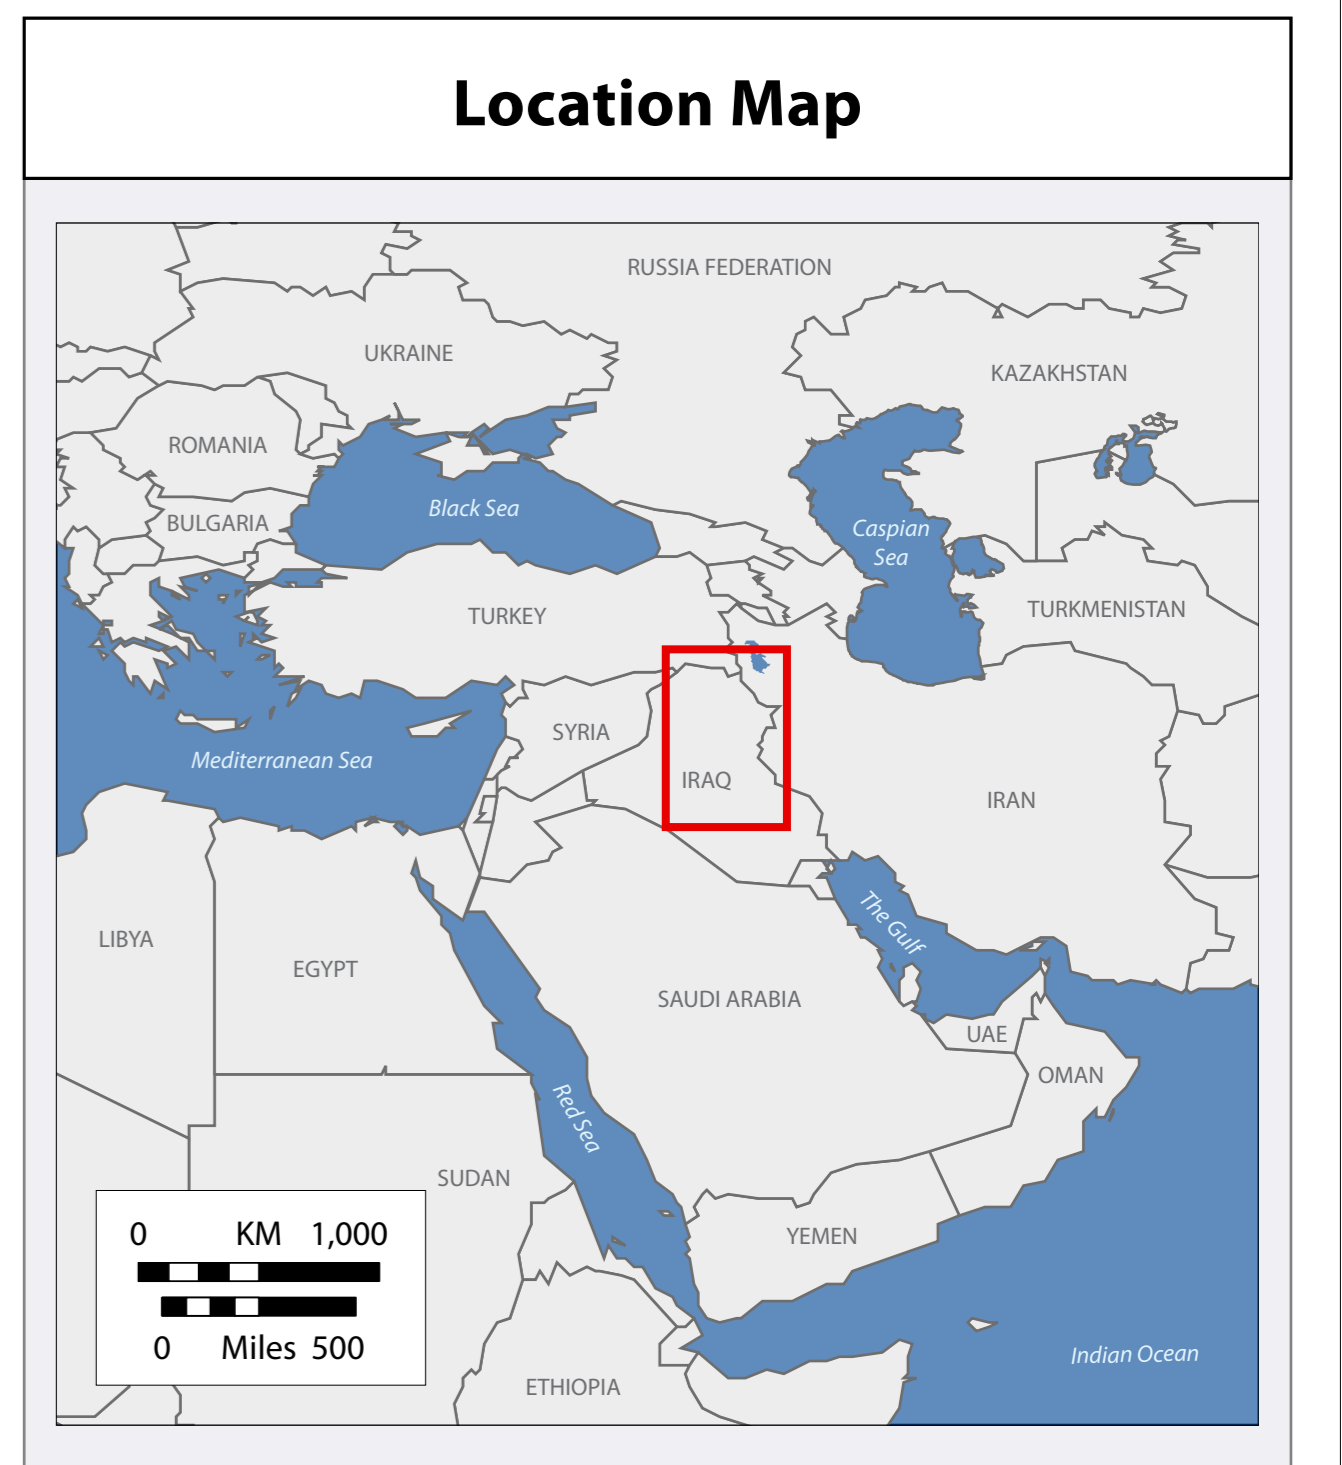 Location Map
RUSSIA FEDERATION
UKRAINE
KAZAKHSTAN
ROMANIA
Black Sea
BULGARIA
Caspian
Sea
TURKEY
TURKMENISTAN
SYRIA
Mediterranean Sea
IRAQ
IRAN
The Gulf
LIBYA
EGYPT
SAUDI ARABIA
UAE
OMAN
Red Sea
SUDAN
YEMEN
0 KM 1,000
0 Miles 500
Indian Ocean
ETHIOPIA